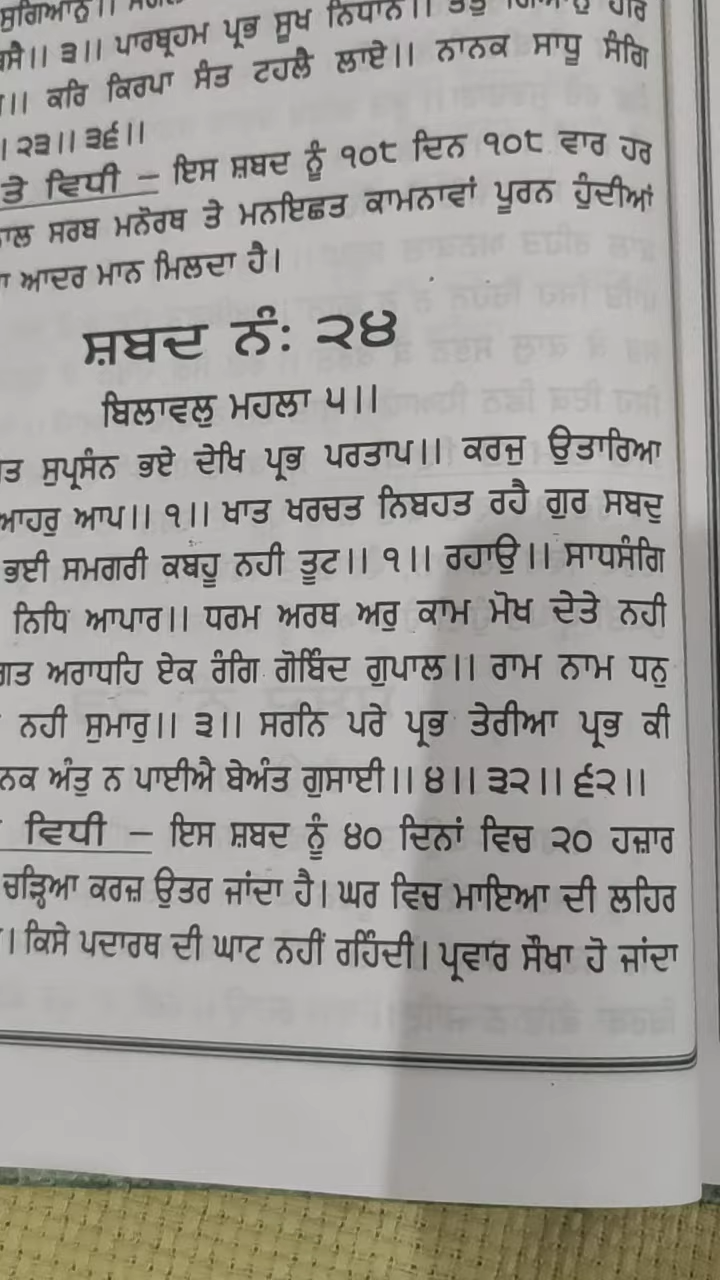 ਸੁਗਿਆਨੁ।।
।। ੩।। ਪਾਰਬ੍ਰਹਮ ਪ੍ਰਭ ਸੂਖ ਨਿਧਾਨ।।
।। ਕਰਿ ਕਿਰਪਾ ਸੰਤ ਟਹਲੈ ਲਾਏ।। ਨਾਨਕ ਸਾਧੂ ਸੰਗਿ
।੨੩।।੩੬।।
ਤੇ ਵਿਧੀ – ਇਸ ਸ਼ਬਦ ਨੂੰ ੧੦੮ ਦਿਨ ੧੦੮ ਵਾਰ ਹਰ
ਸਰਬ ਮਨੋਰਥ ਤੇ ਮਨਇਛਤ ਕਾਮਨਾਵਾਂ ਪੂਰਨ ਹੁੰਦੀਆਂ
ਆਦਰ ਮਾਨ ਮਿਲਦਾ ਹੈ।
ਸ਼ਬਦ ਨੰ: ੨੪
ਬਿਲਾਵਲੁ ਮਹਲਾ ੫।।
ਸੁਪ੍ਰਸੰਨ ਭਏ ਦੇਖਿ ਪ੍ਰਭ ਪਰਤਾਪ।। ਕਰਜੁ ਉਤਾਰਿਆ
ਆਹਰੁ ਆਪ।। ੧।। ਖਾਤ ਖਰਚਤ ਨਿਬਹਤ ਰਹੈ ਗੁਰ ਸਬਦੁ
ਭਈ ਸਮਗਰੀ ਕਬਹੂ ਨਹੀ ਤੂਟ।। ੧।। ਰਹਾਉ।। ਸਾਧਸੰਗਿ
ਨਿਧਿ ਆਪਾਰ।। ਧਰਮ ਅਰਥ ਅਰੁ ਕਾਮ ਮੋਖ ਦੇਤੇ ਨਹੀ
ਅਰਾਧਹਿ ਏਕ ਰੰਗਿ ਗੋਬਿੰਦ ਗੁਪਾਲ।। ਰਾਮ ਨਾਮ ਧਨੁ
ਨਹੀ ਸੁਮਾਰੁ।। ੩।। ਸਰਨਿ ਪਰੇ ਪ੍ਰਭ ਤੇਰੀਆ ਪ੍ਰਭ ਕੀ
ਨਕ ਅੰਤੁ ਨ ਪਾਈਐ ਬੇਅੰਤ ਗੁਸਾਈ।।੪।।੩੨।।੬੨।।
ਵਿਧੀ – ਇਸ ਸ਼ਬਦ ਨੂੰ ੪੦ ਦਿਨਾਂ ਵਿਚ ੨੦ ਹਜ਼ਾਰ
ਚੜ੍ਹਿਆ ਕਰਜ਼ ਉਤਰ ਜਾਂਦਾ ਹੈ। ਘਰ ਵਿਚ ਮਾਇਆ ਦੀ ਲਹਿਰ
। ਕਿਸੇ ਪਦਾਰਥ ਦੀ ਘਾਟ ਨਹੀਂ ਰਹਿੰਦੀ। ਪ੍ਰਵਾਰ ਸੌਖਾ ਹੋ ਜਾਂਦਾ